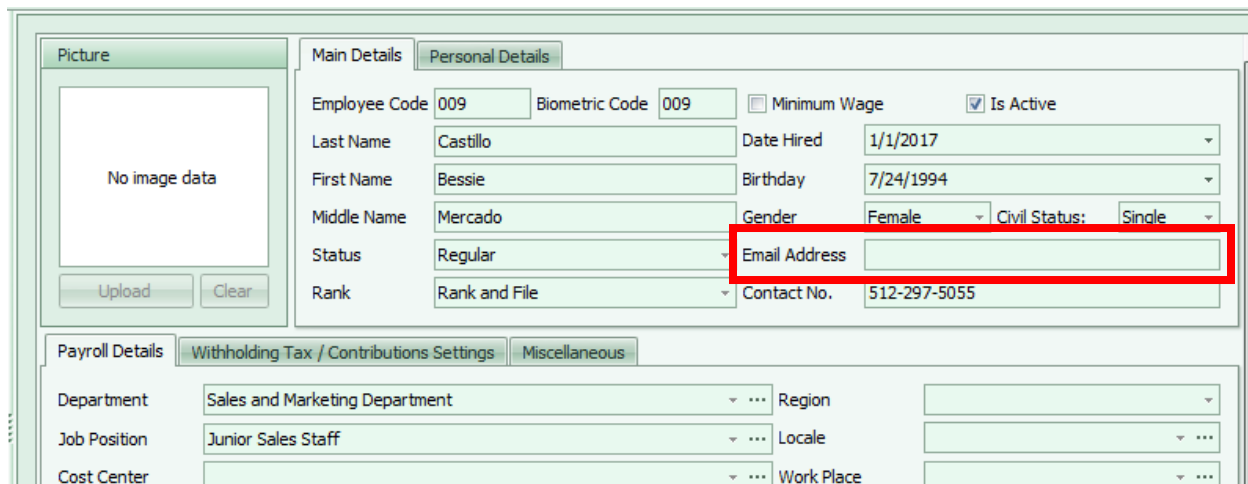 Picture
No image data
Upload Clear
Main Details Personal Details
Employee Code 009 Biometric Code 009 Minimum Wage Is Active
Last Name Castillo Date Hired 1/1/2017
First Name Bessie Birthday 7/24/1994
Middle Name Mercado Gender Female Civil Status: Single
Status Regular Email Address
Rank Rank and File Contact No. 512-297-5055
Payroll Details Withholding Tax / Contributions Settings Miscellaneous
Department Sales and Marketing Department Region
Job Position Junior Sales Staff Locale
Cost Center Work Place